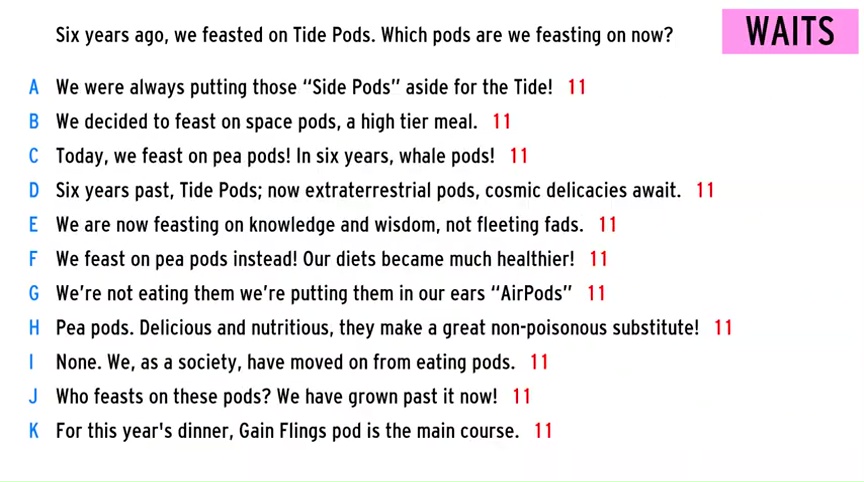 Six years ago, we feasted on Tide Pods. Which pods are we feasting on now?
WAITS
A We were always putting those “Side Pods” aside for the Tide! 11
B We decided to feast on space pods, a high tier meal. 11
C Today, we feast on pea pods! In six years, whale pods! 11
D Six years past, Tide Pods; now extraterrestrial pods, cosmic delicacies await. 11
E We are now feasting on knowledge and wisdom, not fleeting fads. 11
F We feast on pea pods instead! Our diets became much healthier! 11
G We’re not eating them we’re putting them in our ears “AirPods” 11
H Pea pods. Delicious and nutritious, they make a great non-poisonous substitute! 11
I None. We, as a society, have moved on from eating pods. 11
J Who feasts on these pods? We have grown past it now! 11
K For this year's dinner, Gain Flings pod is the main course. 11